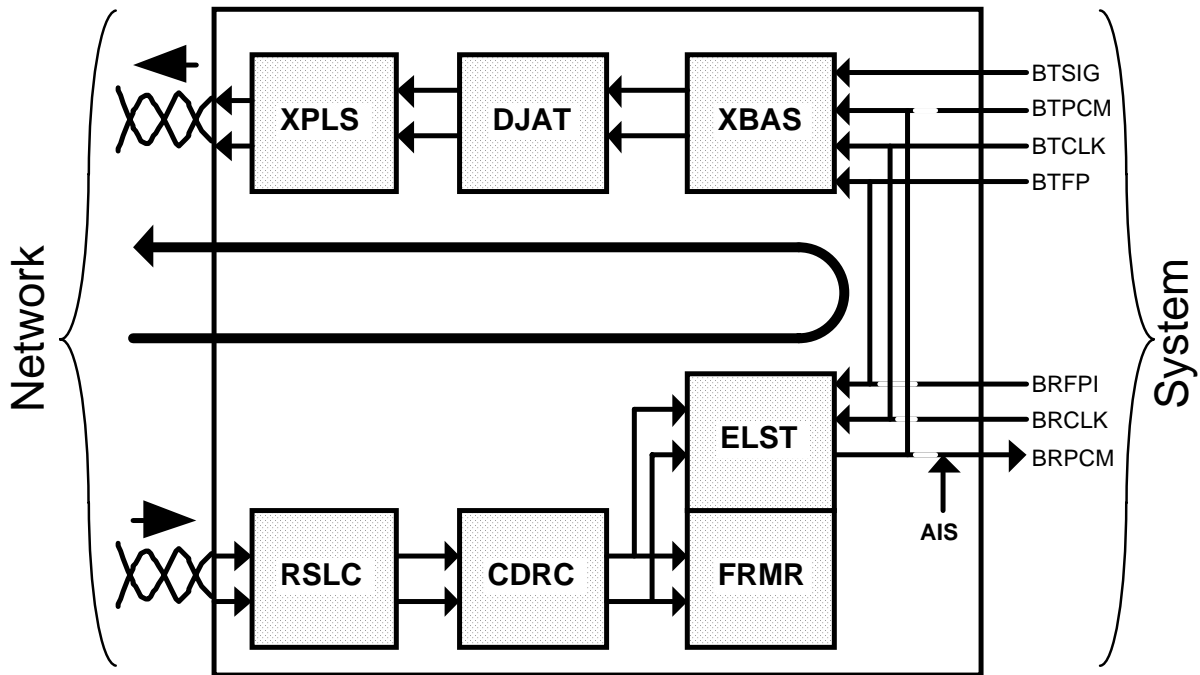 XPLS
DJAT
XBAS
BTSIG
BTPCM
BTCLK
BTFP
Network
System
BRFPI
BRCLK
BRPCM
ELST
AIS
RSLC
CDRC
FRMR